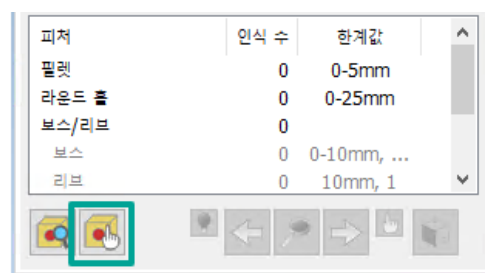 피처 인식 수 한계값
필렛 0 0-5mm
라운드 홀 0 0-25mm
보스/리브 0
보스 0 0-10mm, ...
리브 0 10mm, 1